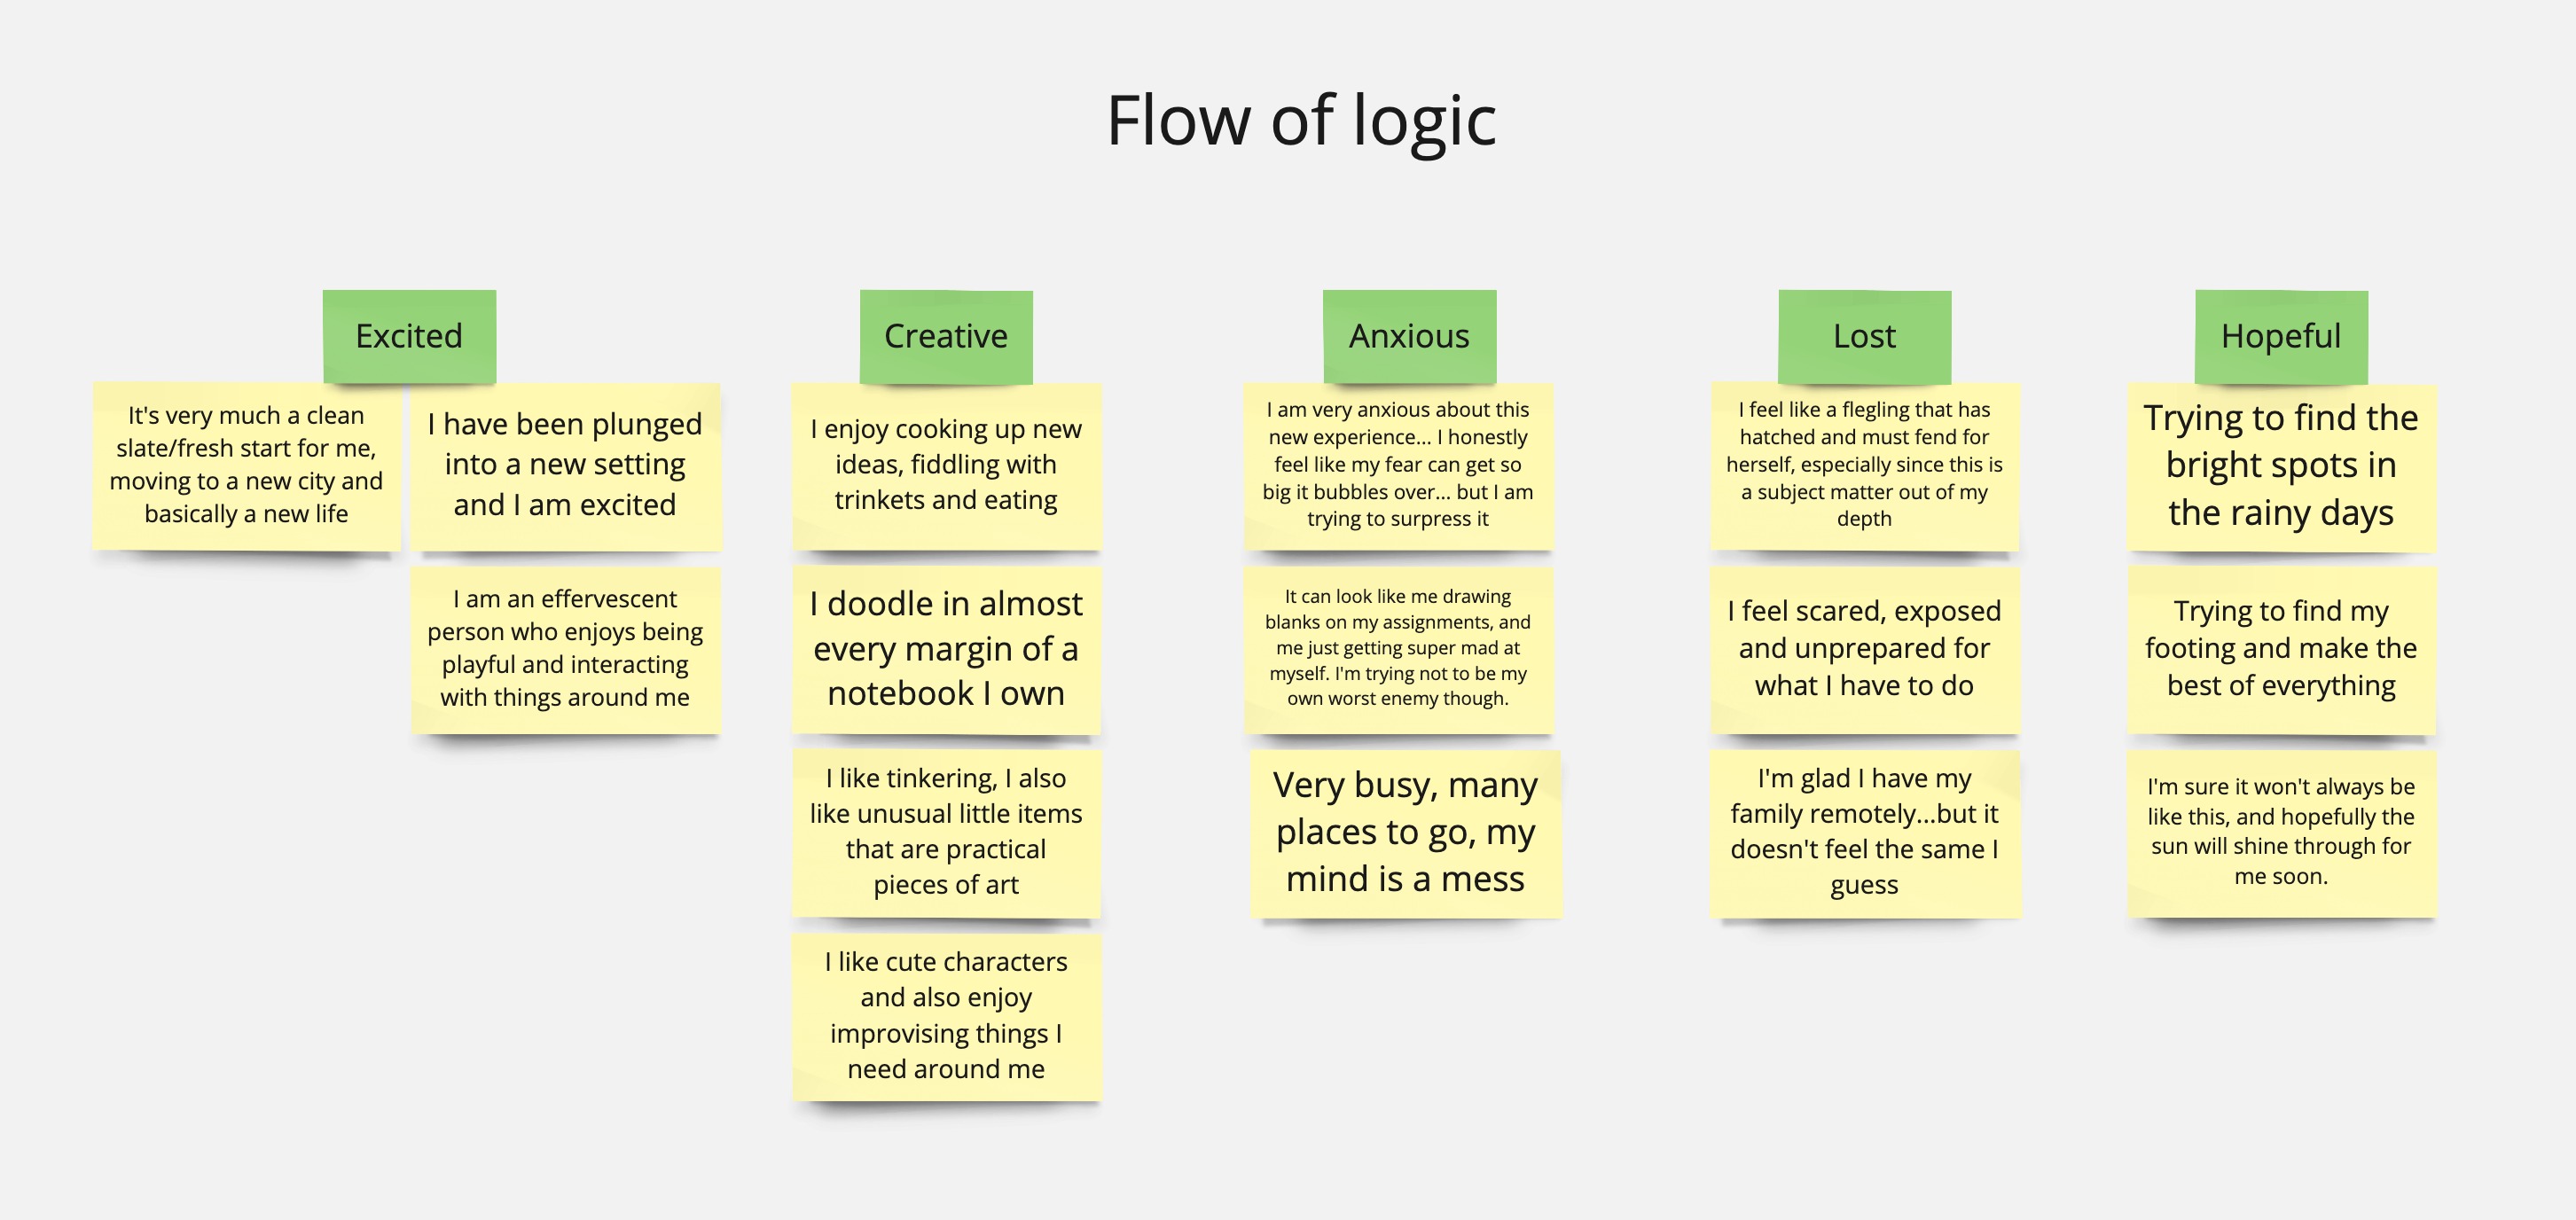 Flow of logic
Excited
It's very much a clean
slate/fresh start for me,
moving to a new city and
basically a new life
I have been plunged
into a new setting
and I am excited
I am an effervescent
person who enjoys being
playful and interacting
with things around me
Creative
I enjoy cooking up new
ideas, fiddling with
trinkets and eating
I doodle in almost
every margin of a
notebook I own
I like tinkering, I also
like unusual little items
that are practical
pieces of art
I like cute characters
and also enjoy
improvising things I
need around me
Anxious
I am very anxious about this
new experience... I honestly
feel like my fear can get so
big it bubbles over... but I am
trying to surpress it
It can look like me drawing
blanks on my assignments, and
me just getting super mad at
myself. I'm trying not to be my
own worst enemy though.
Very busy, many
places to go, my
mind is a mess
Lost
I feel like a flegling that has
hatched and must fend for
herself, especially since this is
a subject matter out of my
depth
I feel scared, exposed
and unprepared for
what I have to do
I'm glad I have my
family remotely...but it
doesn't feel the same I
guess
Hopeful
Trying to find the
bright spots in
the rainy days
Trying to find my
footing and make the
best of everything
I'm sure it won't always be
like this, and hopefully the
sun will shine through for
me soon.